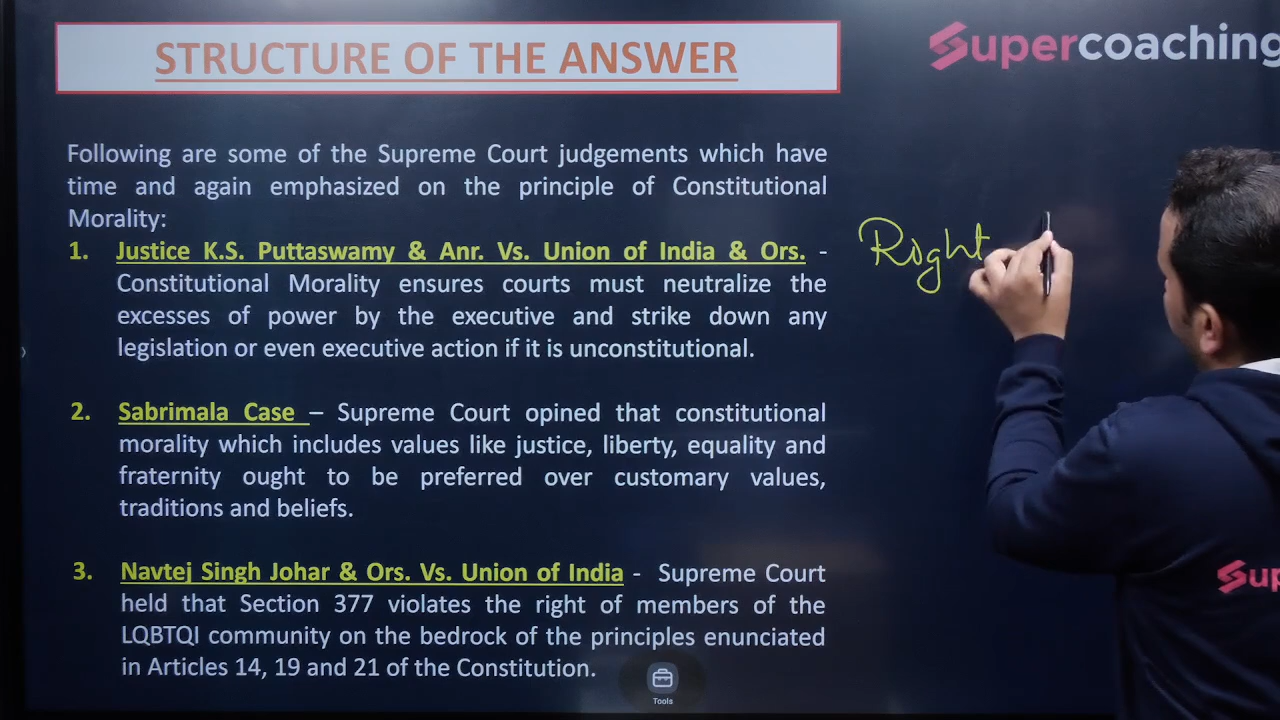 STRUCTURE OF THE ANSWER
Supercoaching
Following are some of the Supreme Court judgements which have
time and again emphasized on the principle of Constitutional
Morality:
1. Justice K.S. Puttaswamy & Anr. Vs. Union of India & Ors. -
Constitutional Morality ensures courts must neutralize the
excesses of power by the executive and strike down any
legislation or even executive action if it is unconstitutional.
Right
2. Sabrimala Case – Supreme Court opined that constitutional
morality which includes values like justice, liberty, equality and
fraternity ought to be preferred over customary values,
traditions and beliefs.
3. Navtej Singh Johar & Ors. Vs. Union of India - Supreme Court
held that Section 377 violates the right of members of the
LQBTQI community on the bedrock of the principles enunciated
in Articles 14, 19 and 21 of the Constitution.
Sup
Tools